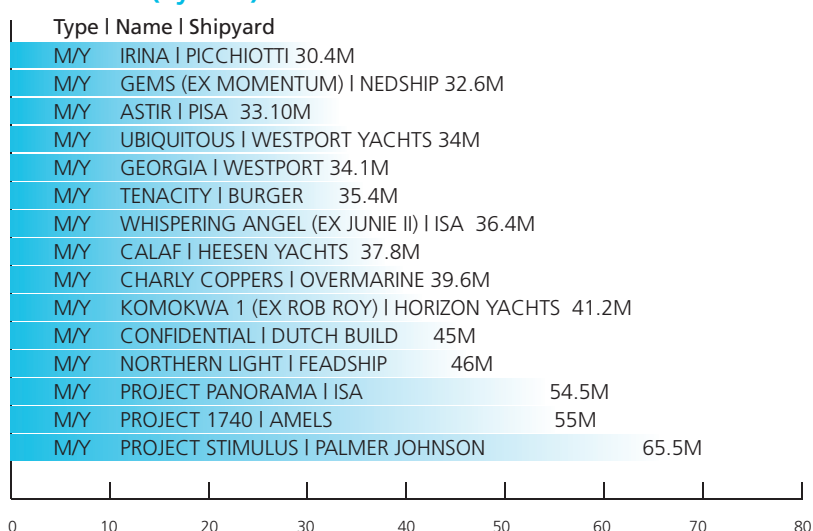 Type | Name | Shipyard
M/Y IRINA | PICCHIOTTI 30.4M
M/Y GEMS (EX MOMENTUM) | NEDSHIP 32.6M
M/Y ASTIR | PISA 33.10M
M/Y UBIQUITOUS | WESTPORT YACHTS 34M
M/Y GEORGIA | WESTPORT 34.1M
M/Y TENACITY | BURGER 35.4M
M/Y WHISPERING ANGEL (EX JUNIE II) | ISA 36.4M
M/Y CALAF | HEESEN YACHTS 37.8M
M/Y CHARLY COPPERS | OVERMARINE 39.6M
M/Y KOMOKWA 1 (EX ROB ROY) | HORIZON YACHTS 41.2M
M/Y CONFIDENTIAL | DUTCH BUILD 45M
M/Y NORTHERN LIGHT | FEADSHIP 46M
M/Y PROJECT PANORAMA | ISA 54.5M
M/Y PROJECT 1740 | AMELS 55M
M/Y PROJECT STIMULUS | PALMER JOHNSON 65.5M
0 10 20 30 40 50 60 70 80